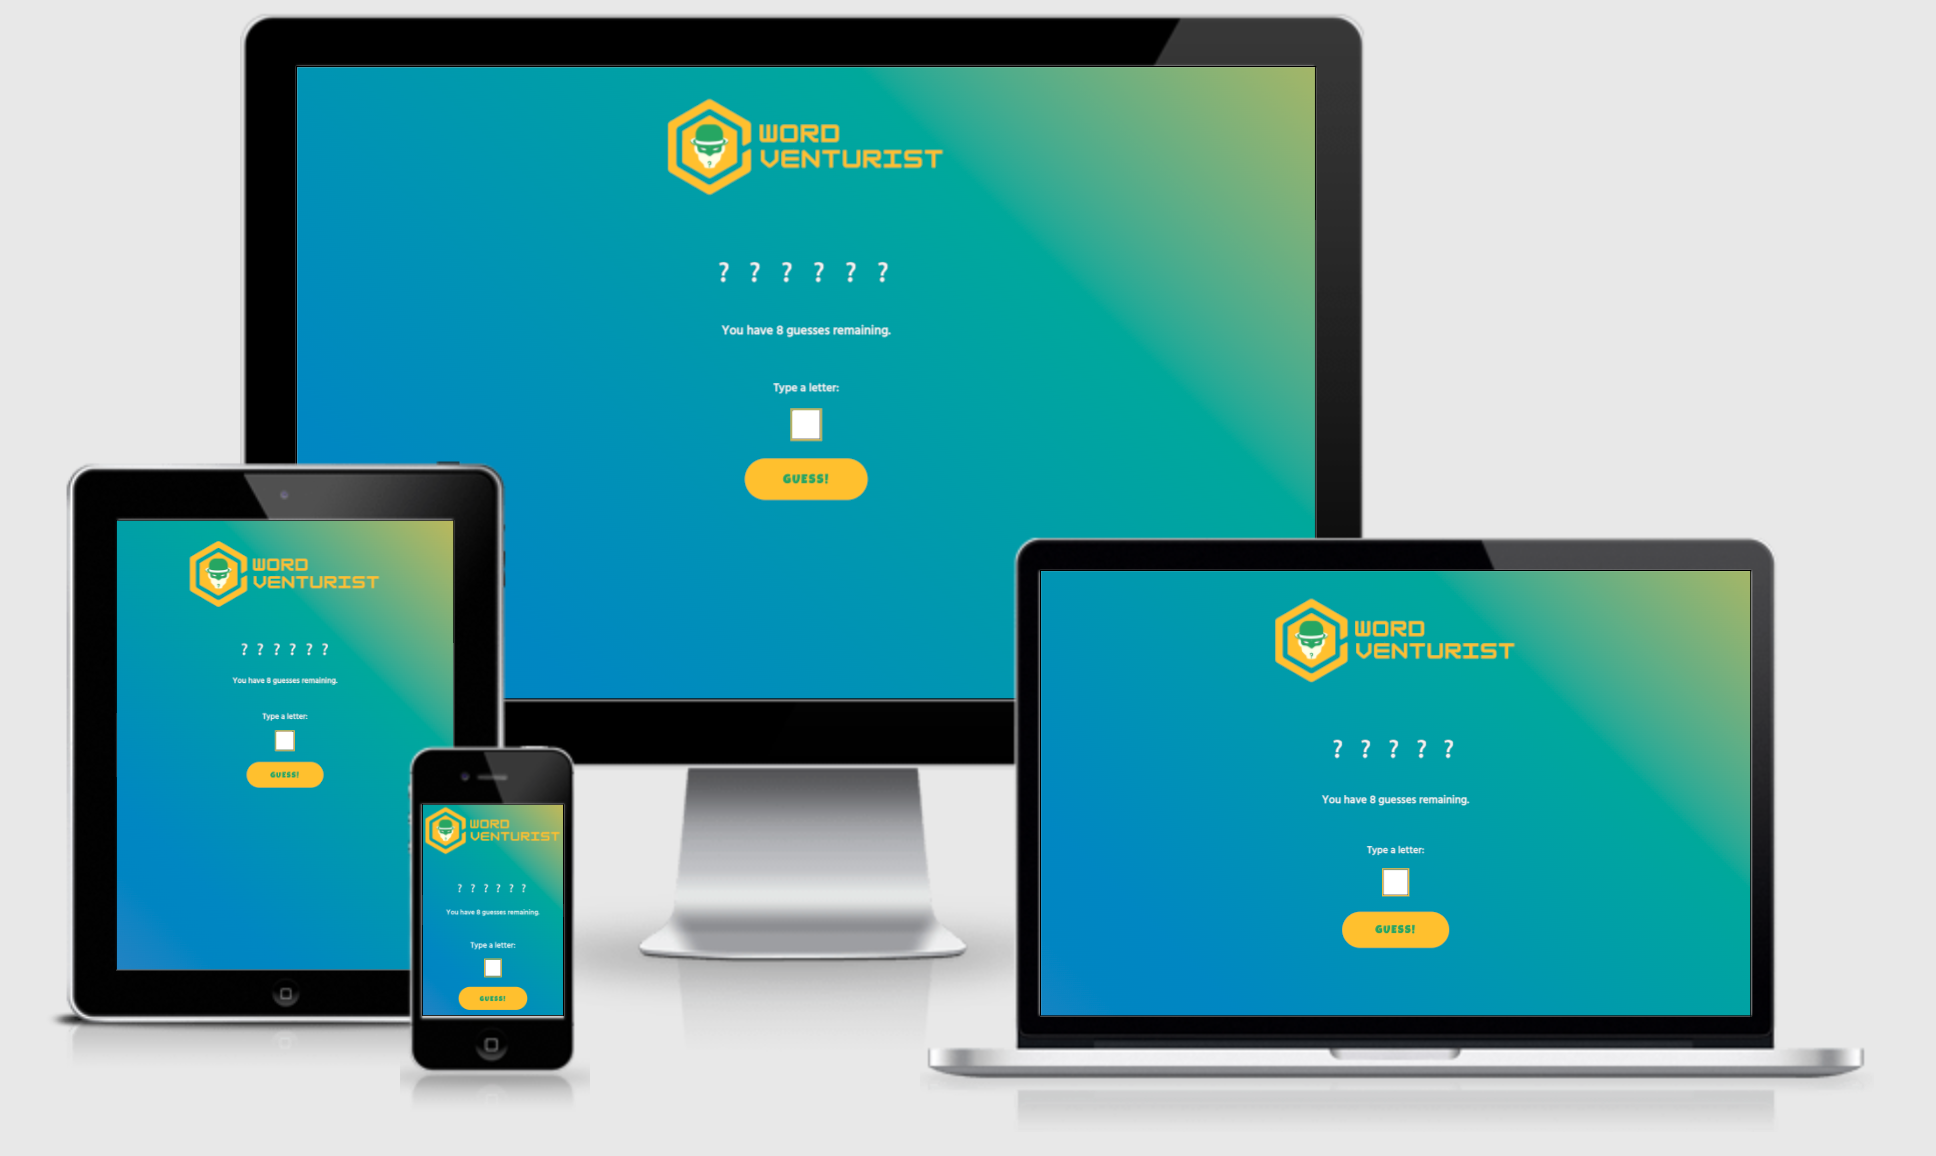 WORD
VENTURIST
? ? ? ? ? ?
You have 8 guesses remaining.
Type a letter:
GUESS!
WORD
VENTURIST
? ? ? ? ? ?
You have 8 guesses remaining.
Type a letter:
GUESS!
WORD
VENTURIST
? ? ? ? ? ?
You have 8 guesses remaining.
Type a letter:
GUESS!
WORD
VENTURIST
? ? ? ? ?
You have 8 guesses remaining.
Type a letter:
GUESS!